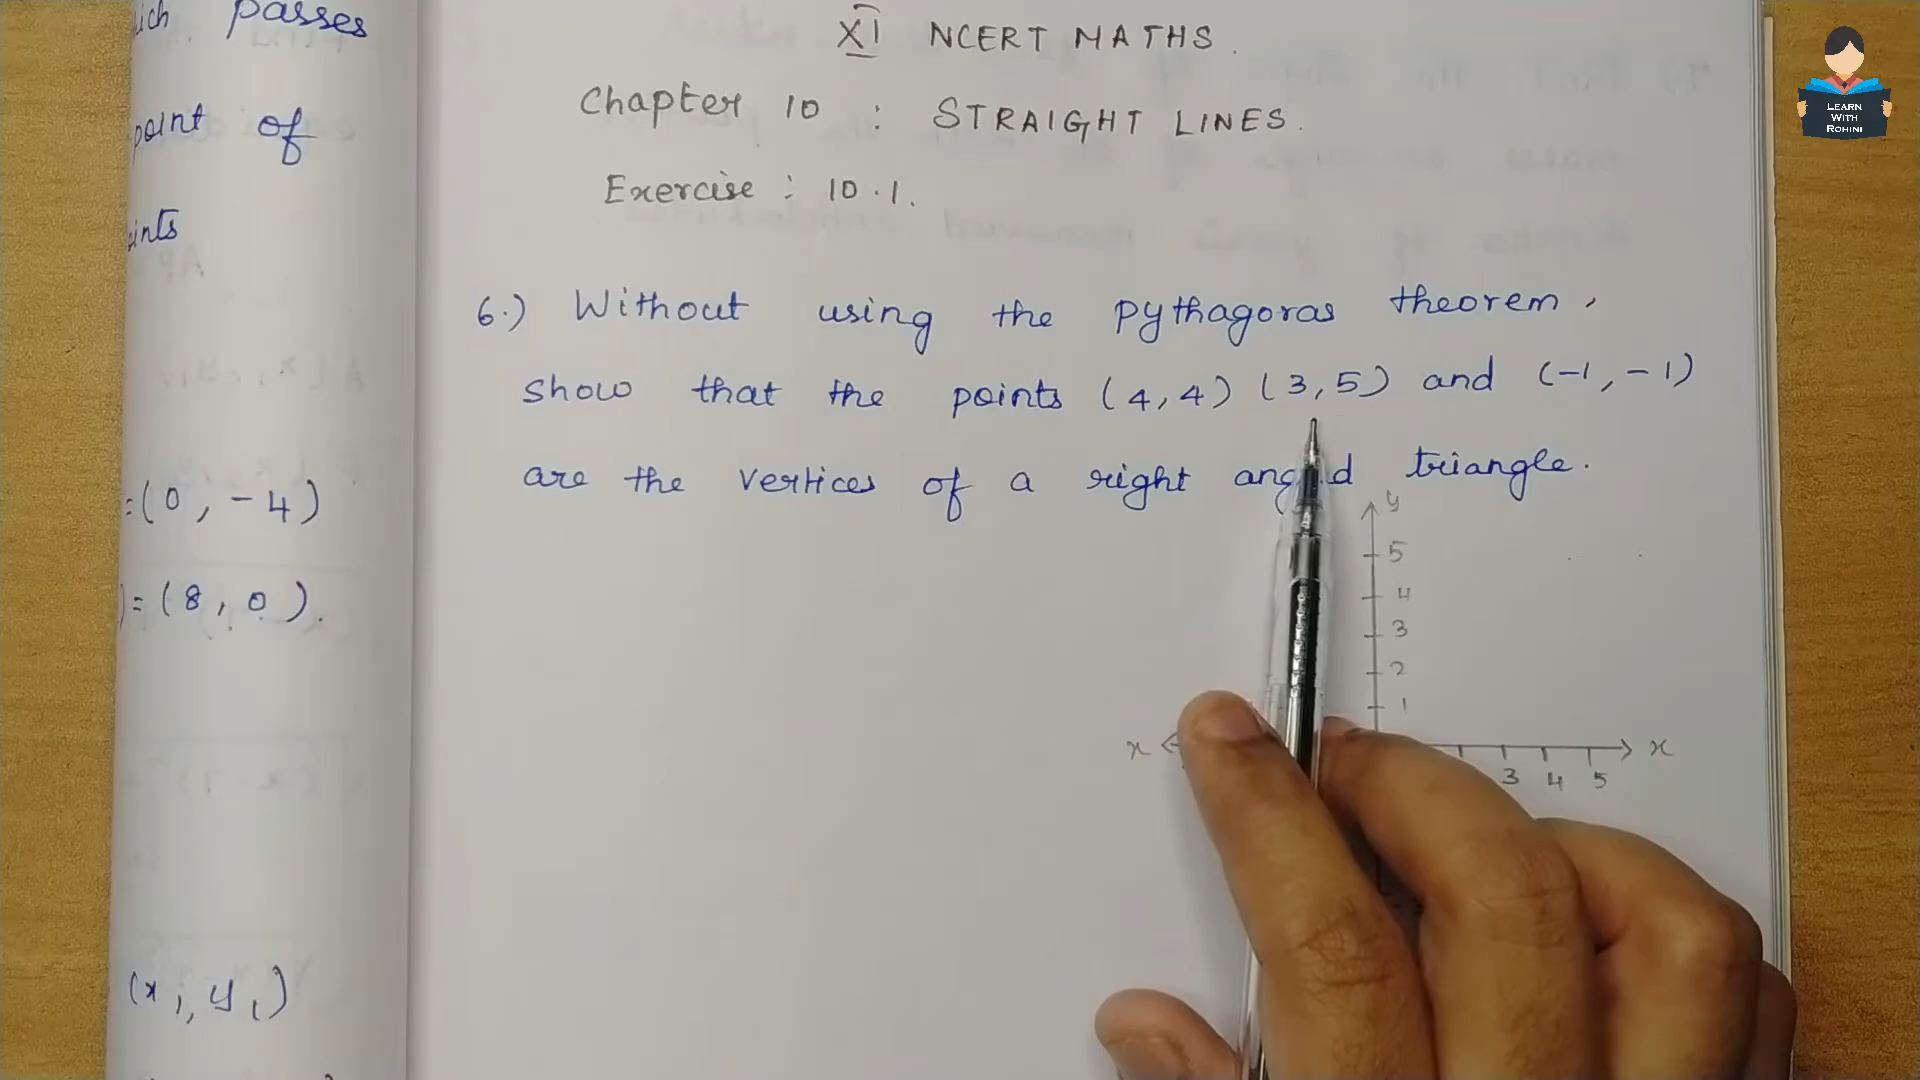 passes
point of
=(0, -4)
)=(8, 0).
(x₁, y₁)
XI NCERT MATHS.
Chapter 10 : STRAIGHT LINES.
Exercise : 10.1.
6.) Without using the pythagoras theorem,
show that the points (4,4) (3,5) and (-1,-1)
are the vertices of a right angled triangle.
y
5
4
3
2
1
x x
3 4 5
LEARN
WITH
ROHINI